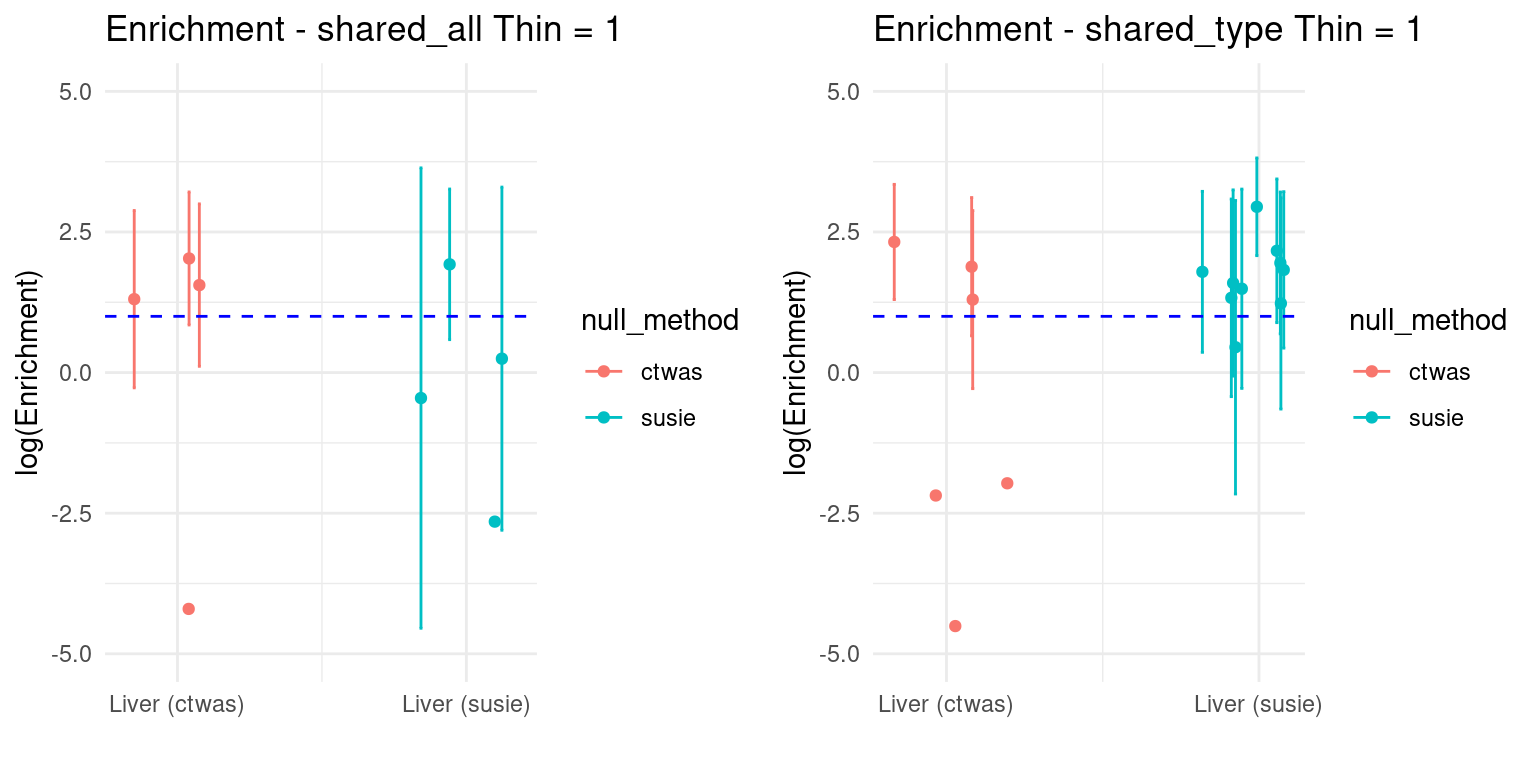 Enrichment - shared_all Thin = 1
log(Enrichment)
5.0
2.5
0.0
-2.5
-5.0
Liver (ctwas)
Liver (susie)
null_method
ctwas
susie
Enrichment - shared_type Thin = 1
log(Enrichment)
5.0
2.5
0.0
-2.5
-5.0
Liver (ctwas)
Liver (susie)
null_method
ctwas
susie